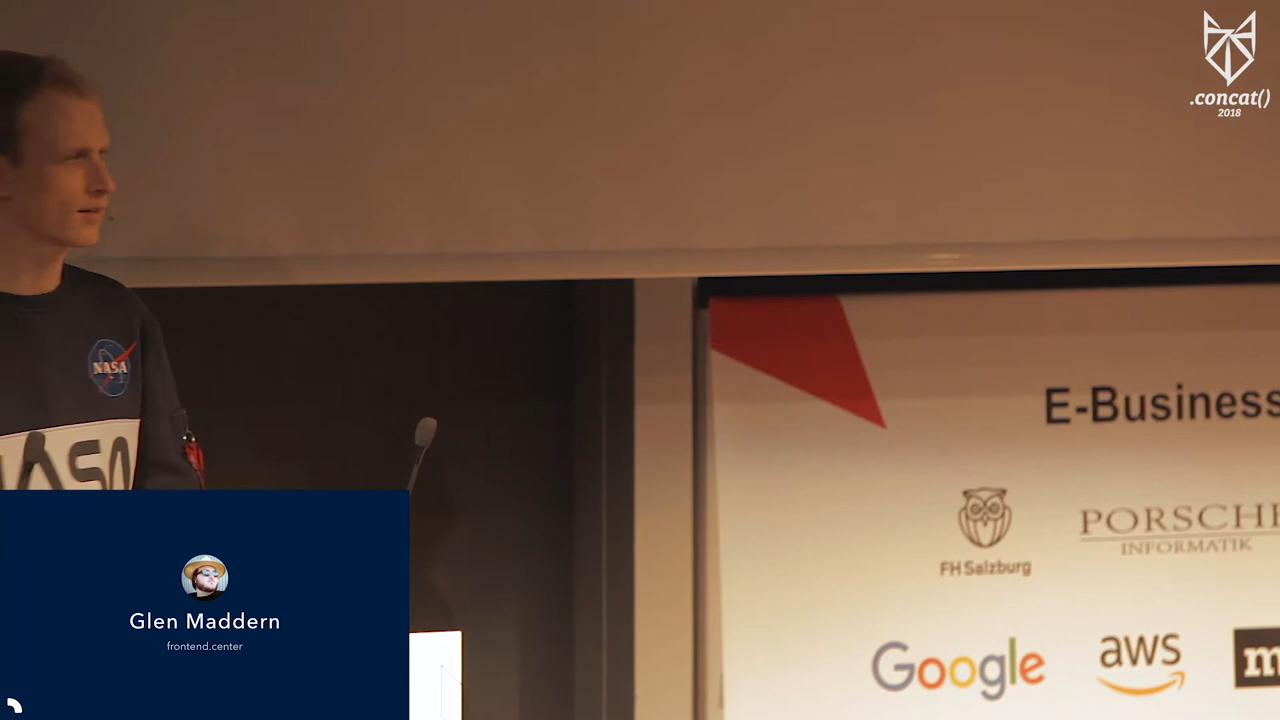 .concat()
2018
NASA
E-Business
PORSCHE
INFORMATIK
FH Salzburg
Glen Maddern
frontend.center
Google
aws
m